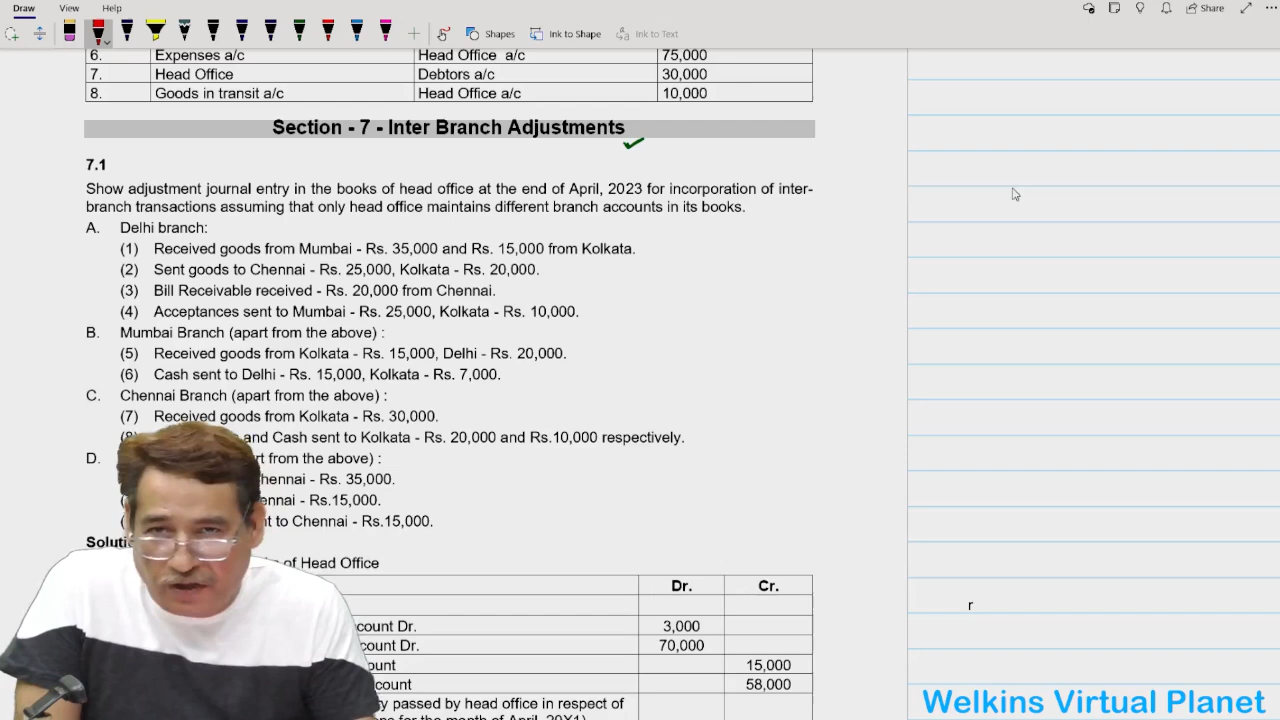 Draw View Help
Shapes Ink to Shape Ink to Text Share
6. Expenses a/c Head Office a/c 75,000
7. Head Office Debtors a/c 30,000
8. Goods in transit a/c Head Office a/c 10,000
Section - 7 - Inter Branch Adjustments
7.1
Show adjustment journal entry in the books of head office at the end of April, 2023 for incorporation of inter-
branch transactions assuming that only head office maintains different branch accounts in its books.
A. Delhi branch:
(1) Received goods from Mumbai - Rs. 35,000 and Rs. 15,000 from Kolkata.
(2) Sent goods to Chennai - Rs. 25,000, Kolkata - Rs. 20,000.
(3) Bill Receivable received - Rs. 20,000 from Chennai.
(4) Acceptances sent to Mumbai - Rs. 25,000, Kolkata - Rs. 10,000.
B. Mumbai Branch (apart from the above) :
(5) Received goods from Kolkata - Rs. 15,000, Delhi - Rs. 20,000.
(6) Cash sent to Delhi - Rs. 15,000, Kolkata - Rs. 7,000.
C. Chennai Branch (apart from the above) :
(7) Received goods from Kolkata - Rs. 30,000.
and Cash sent to Kolkata - Rs. 20,000 and Rs.10,000 respectively.
D. from the above) :
Rs. 35,000.
Rs.15,000.
to Chennai - Rs.15,000.
of Head Office
Dr. Cr.
Dr. 3,000
Dr. 70,000
15,000
58,000
passed by head office in respect of
for the month of April, 20X1)
r
Welkins Virtual Planet